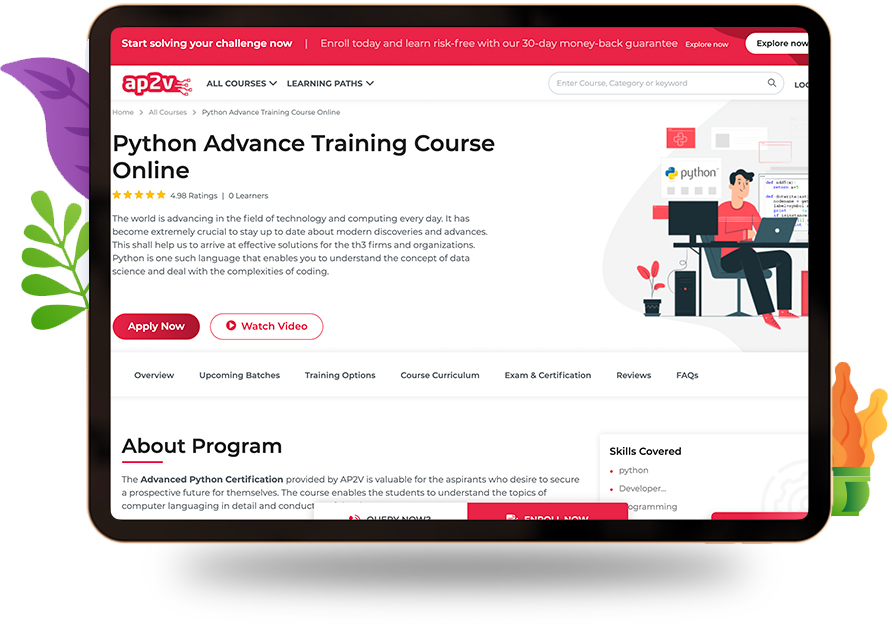 Start solving your challenge now | Enroll today and learn risk-free with our 30-day money-back guarantee Explore now Explore now
ap2v ALL COURSES LEARNING PATHS Enter Course, Category or keyword
Home > All Courses > Python Advance Training Course Online
Python Advance Training Course
Online
4.98 Ratings | 0 Learners
The world is advancing in the field of technology and computing every day. It has
become extremely crucial to stay up to date about modern discoveries and advances.
This shall help us to arrive at effective solutions for the th3 firms and organizations.
Python is one such language that enables you to understand the concept of data
science and deal with the complexities of coding.
python
Apply Now Watch Video
Overview Upcoming Batches Training Options Course Curriculum Exam & Certification Reviews FAQs
About Program
The Advanced Python Certification provided by AP2V is valuable for the aspirants who desire to secure
a prospective future for themselves. The course enables the students to understand the topics of
computer languaging in detail and conduct
Skills Covered
python
Developer...
QUERY NOW? ENROLL NOW